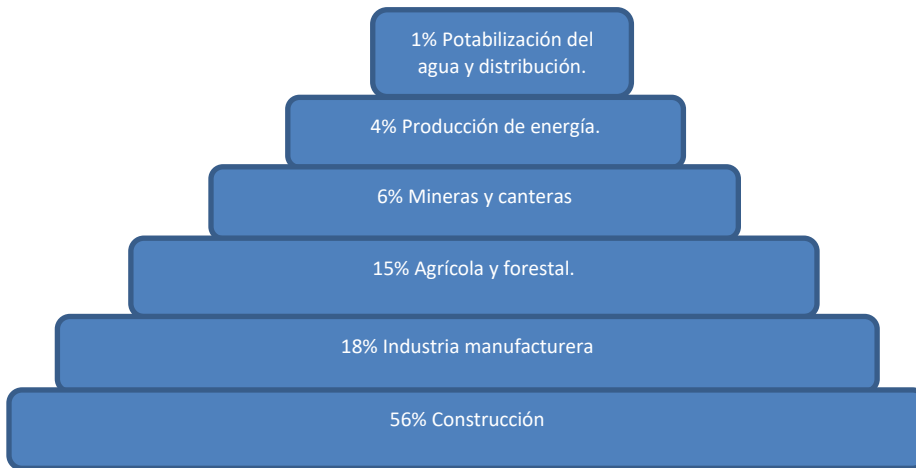 1% Potabilización del
agua y distribución.
4% Producción de energía.
6% Mineras y canteras
15% Agrícola y forestal.
18% Industria manufacturera
56% Construcción